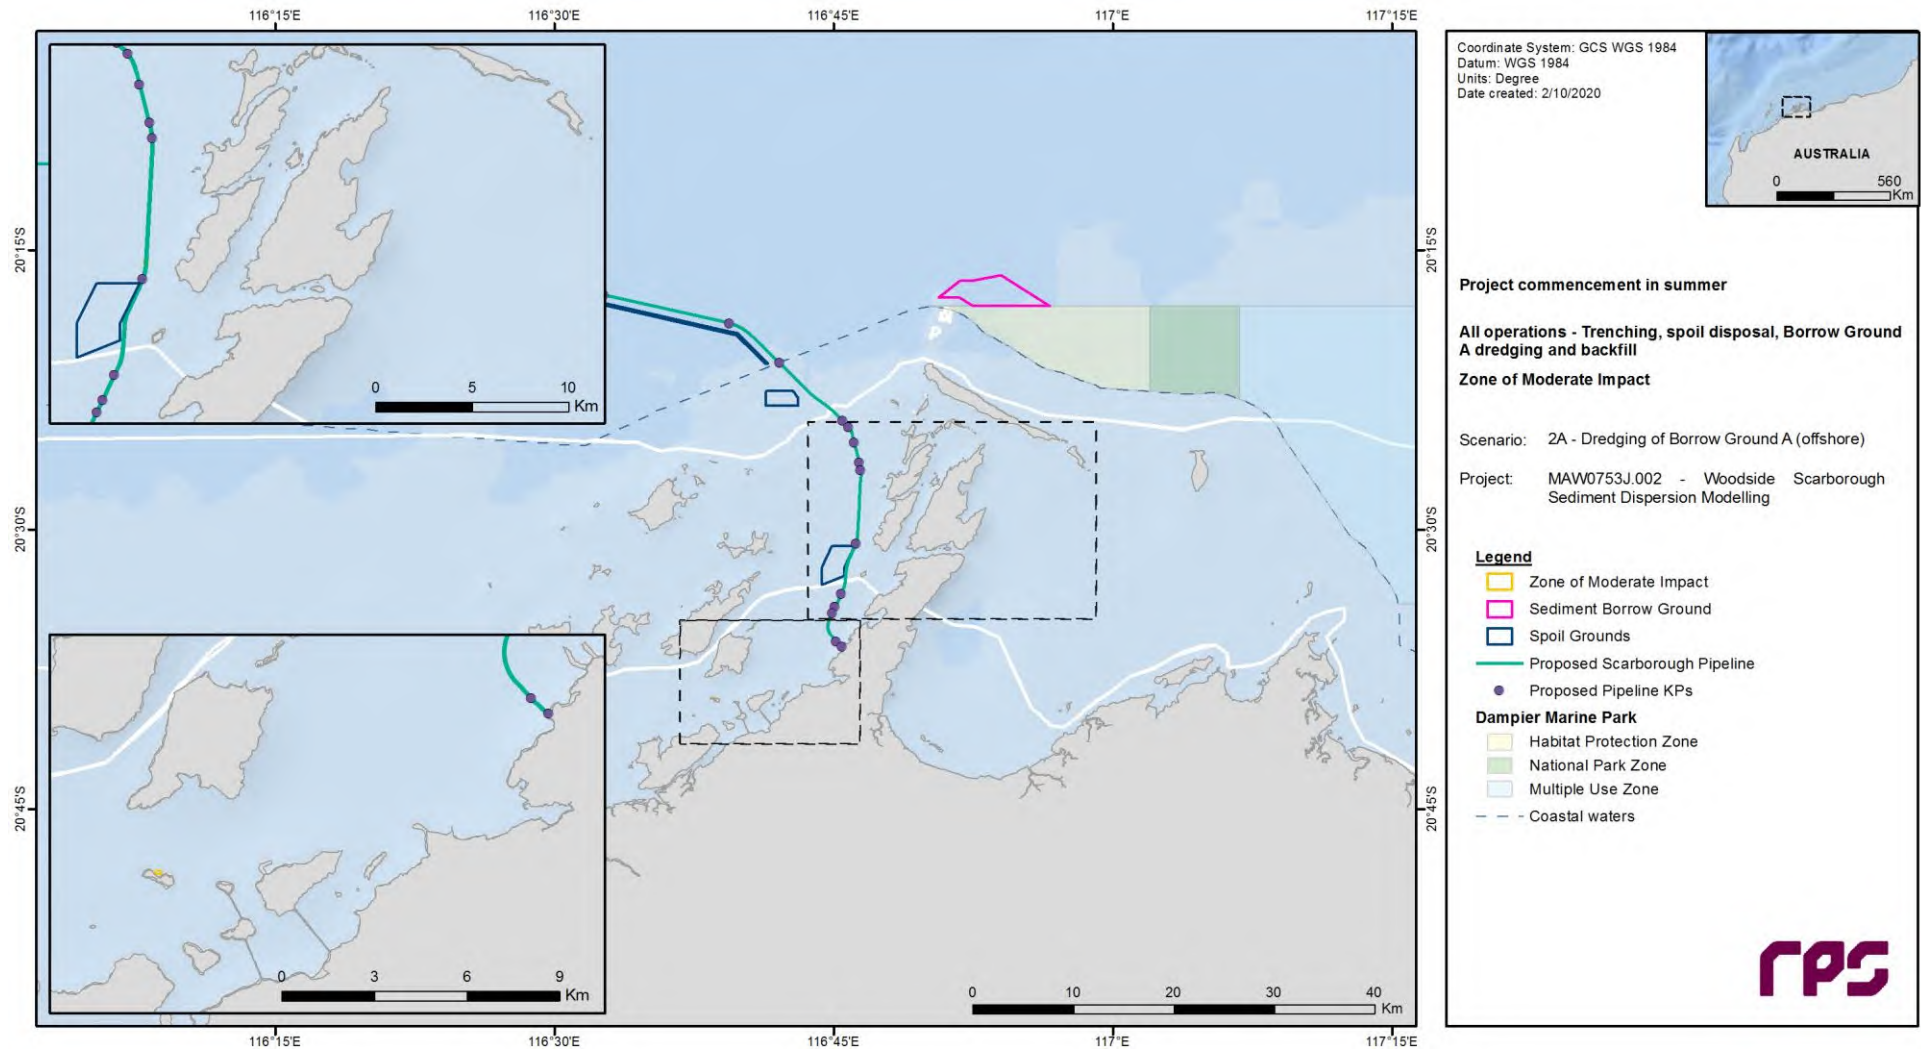 116°15'E 116°30'E 116°45'E 117°E 117°15'E
Coordinate System: GCS WGS 1984
Datum: WGS 1984
Units: Degree
Date created: 2/10/2020
AUSTRALIA
0 560
Km
20°15'S 20°15'S
Project commencement in summer
All operations - Trenching, spoil disposal, Borrow Ground
A dredging and backfill
Zone of Moderate Impact
0 5 10
Km
Scenario: 2A - Dredging of Borrow Ground A (offshore)
Project: MAW0753J.002 - Woodside Scarborough
Sediment Dispersion Modelling
20°30'S 20°30'S
Legend
Zone of Moderate Impact
Sediment Borrow Ground
Spoil Grounds
Proposed Scarborough Pipeline
Proposed Pipeline KPs
Dampier Marine Park
Habitat Protection Zone
National Park Zone
Multiple Use Zone
Coastal waters
20°45'S 20°45'S
0 3 6 9
Km
0 10 20 30 40
Km
rps
116°15'E 116°30'E 116°45'E 117°E 117°15'E